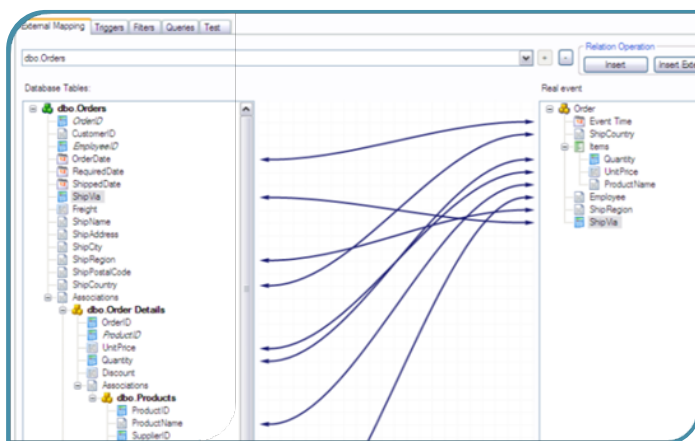 External Mapping Triggers Filters Queries Test
dbo.Orders
Relation Operation
Insert
Database Tables:
Real event
dbo.Orders
OrderID
CustomerID
EmployeeID
OrderDate
RequiredDate
ShippedDate
ShipVia
Freight
ShipName
ShipAddress
ShipCity
ShipRegion
ShipPostalCode
ShipCountry
Associations
dbo.Order Details
OrderID
ProductID
UnitPrice
Quantity
Discount
Associations
dbo.Products
ProductID
ProductName
SupplierID
Order
Event Time
ShipCountry
Items
Quantity
UnitPrice
ProductName
Employee
ShipRegion
ShipVia